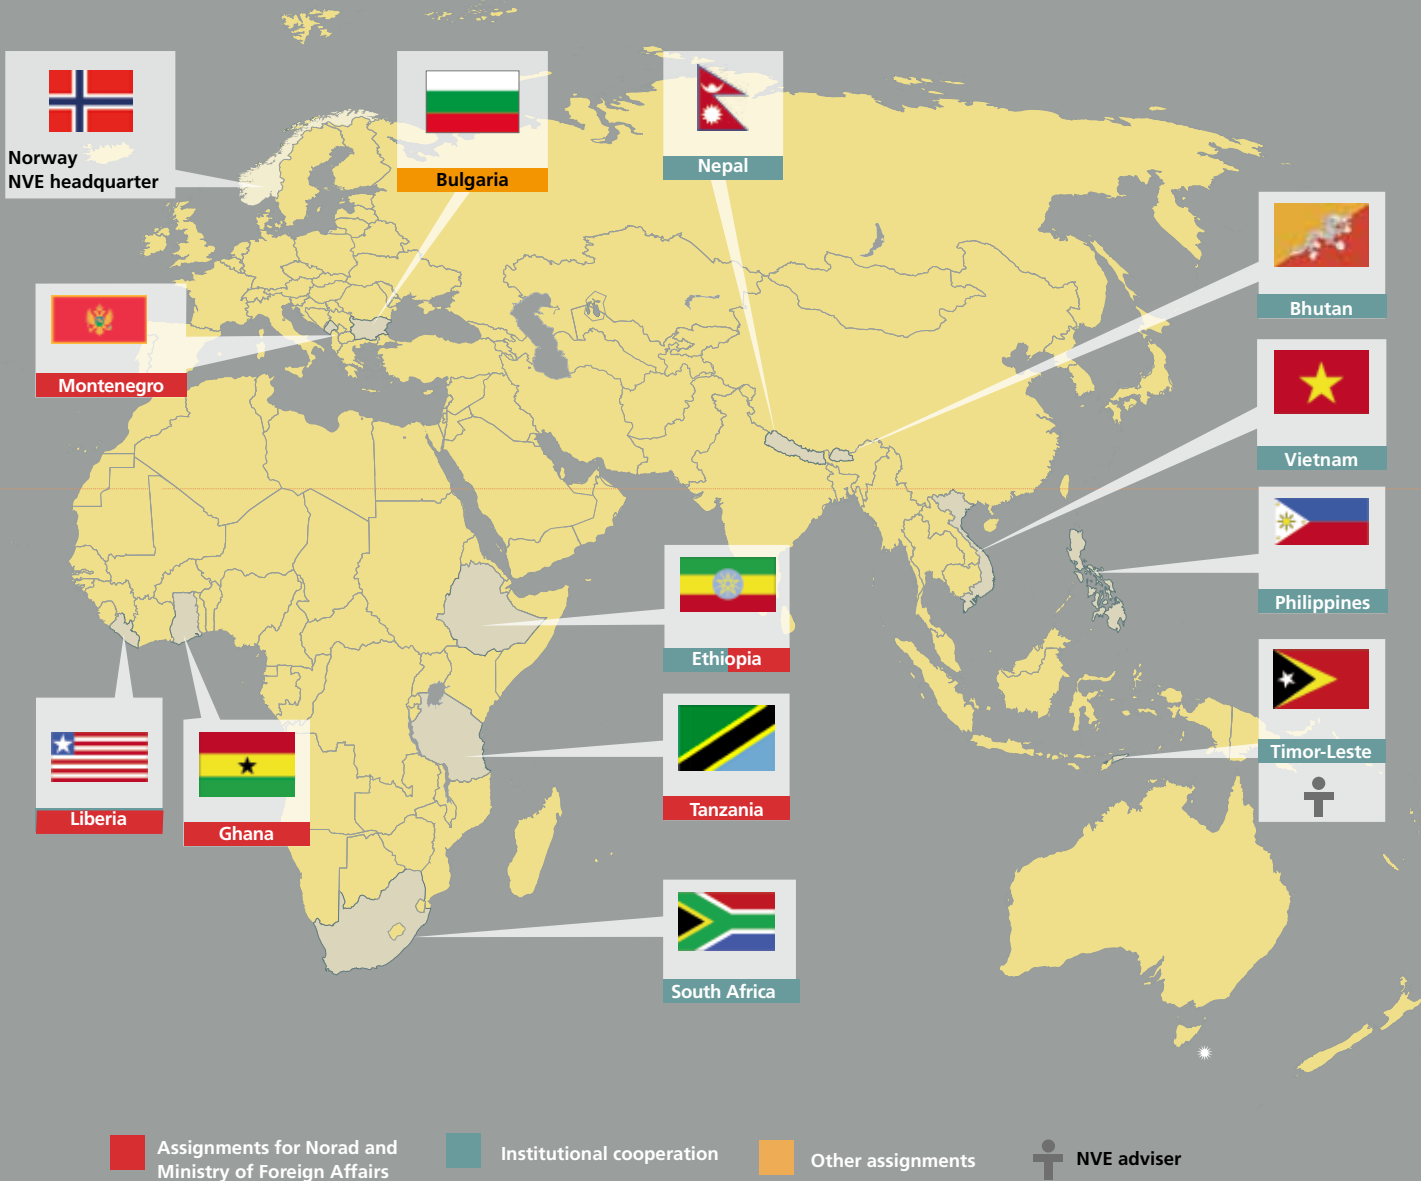 Norway
NVE headquarter
Bulgaria
Nepal
Bhutan
Montenegro
Vietnam
Philippines
Ethiopia
Timor-Leste
Liberia
Ghana
Tanzania
South Africa
Assignments for Norad and
Ministry of Foreign Affairs
Institutional cooperation
Other assignments
NVE adviser